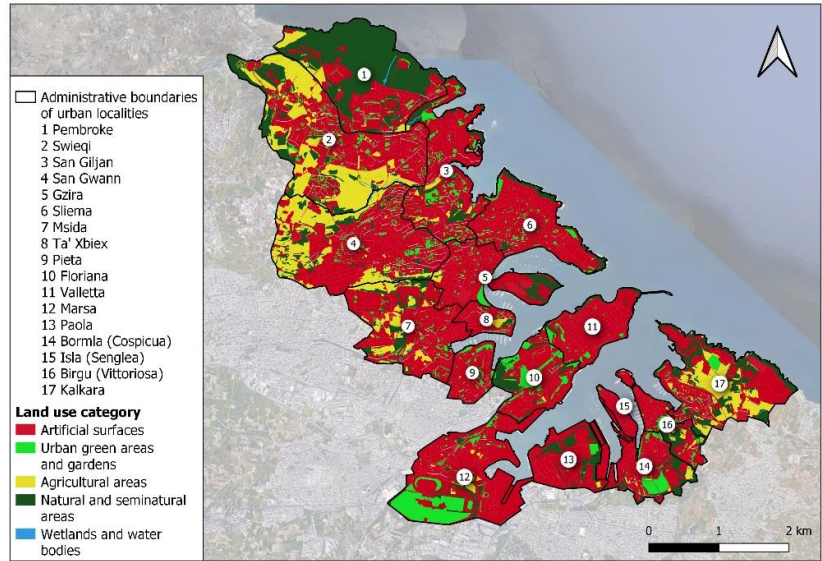 Administrative boundaries
of urban localities
1 Pembroke
2 Swieqi
3 San Giljan
4 San Gwann
5 Gzira
6 Sliema
7 Msida
8 Ta' Xbiex
9 Pieta
10 Floriana
11 Valletta
12 Marsa
13 Paola
14 Bormla (Cospicua)
15 Isla (Senglea)
16 Birgu (Vittoriosa)
17 Kalkara
Land use category
Artificial surfaces
Urban green areas
and gardens
Agricultural areas
Natural and seminatural
areas
Wetlands and water
bodies
1
2
3
4
5
6
7
8
9
10
11
12
13
14
15
16
17
0 1 2 km